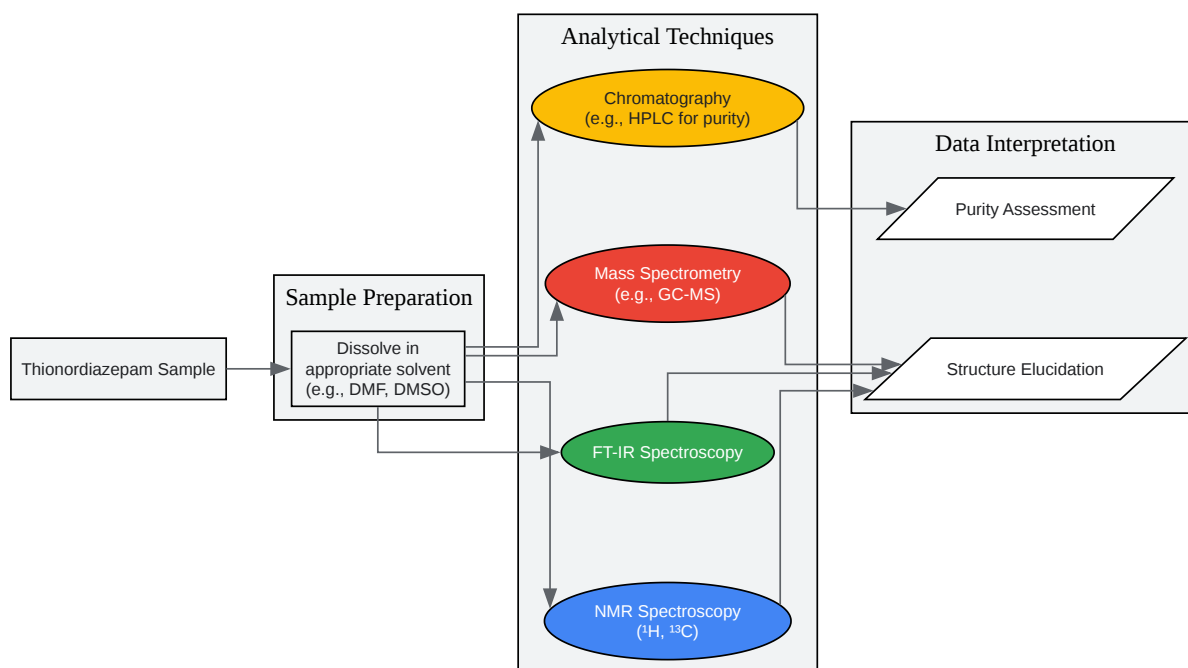 Thionordiazepam Sample
Sample Preparation
Dissolve in
appropriate solvent
(e.g., DMF, DMSO)
Analytical Techniques
Chromatography
(e.g., HPLC for purity)
Mass Spectrometry
(e.g., GC-MS)
FT-IR Spectroscopy
NMR Spectroscopy
(¹H, ¹³C)
Data Interpretation
Purity Assessment
Structure Elucidation